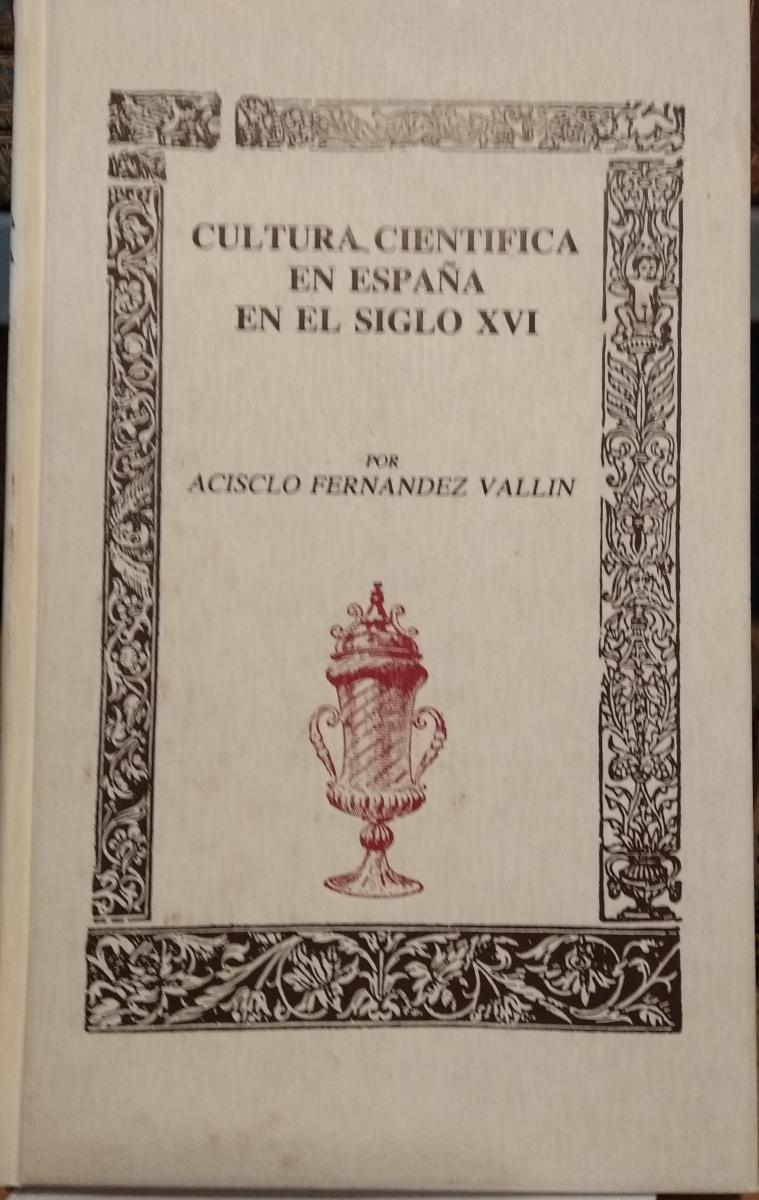 CULTURA CIENTIFICA
EN ESPAÑA
EN EL SIGLO XVI
POR
ACISCLO FERNANDEZ VALLIN